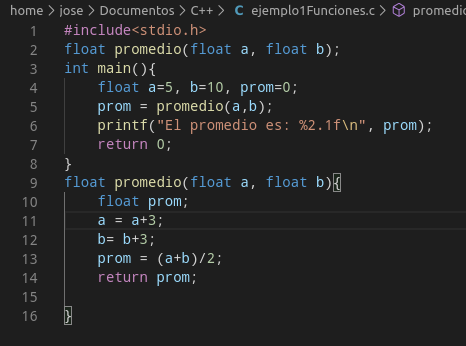 home > jose > Documentos > C++ > C ejemplo1Funciones.c > promedio
1 #include<stdio.h>
2 float promedio(float a, float b);
3 int main(){
4     float a=5, b=10, prom=0;
5     prom = promedio(a,b);
6     printf("El promedio es: %2.1f\n", prom);
7     return 0;
8 }
9 float promedio(float a, float b){
10     float prom;
11     a = a+3;
12     b= b+3;
13     prom = (a+b)/2;
14     return prom;
15
16 }